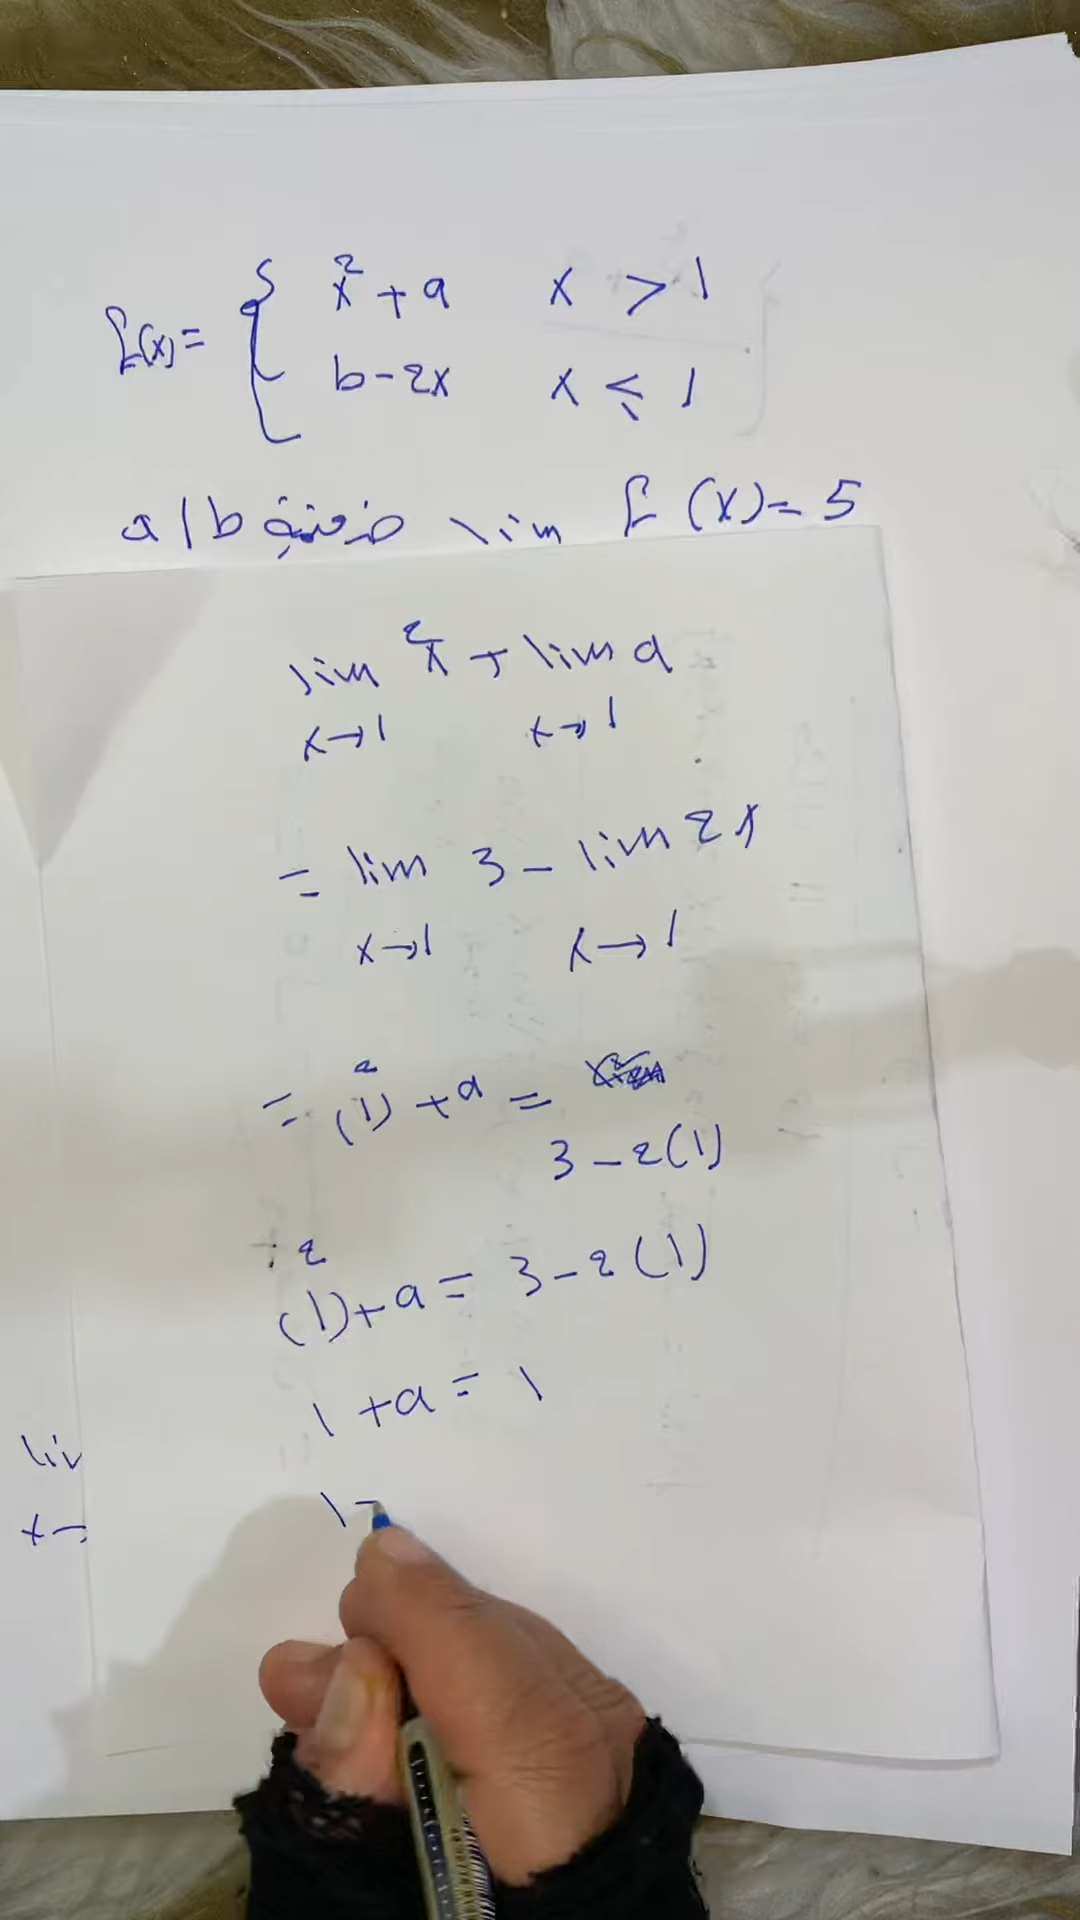 f(x) = { x² + a x > 1
b - 2x x ≤ 1
a, b قيمة lim f(x) = 5
lim x² + lim a
x→1 x→1
= lim 3 - lim 2x
x→1 x→1
= (1)² + a =
3 - 2(1)
(1)² + a = 3 - 2(1)
1 + a = 1
1 -
x→